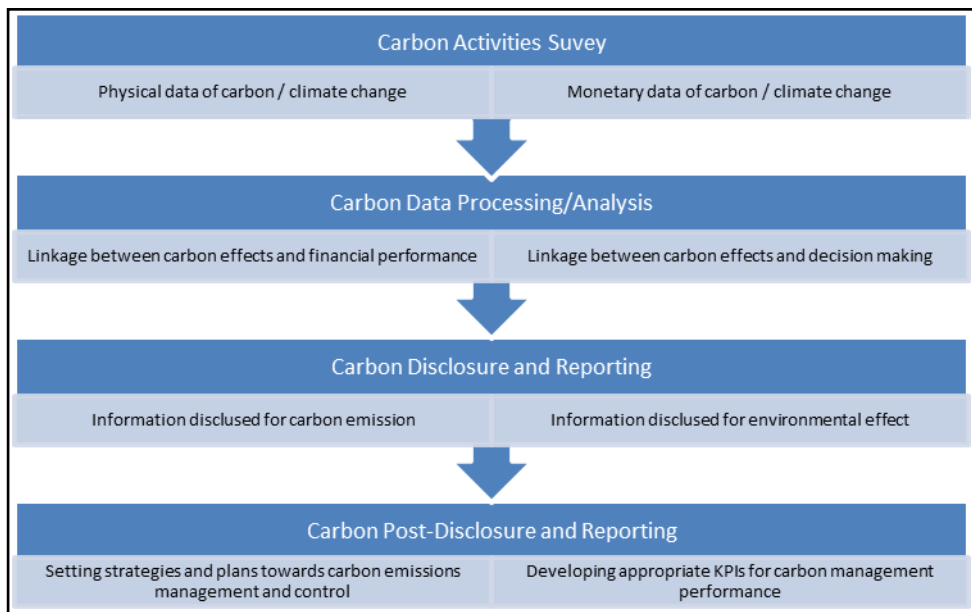 Carbon Activities Suvey
Physical data of carbon / climate change
Monetary data of carbon / climate change
Carbon Data Processing/Analysis
Linkage between carbon effects and financial performance
Linkage between carbon effects and decision making
Carbon Disclosure and Reporting
Information disclused for carbon emission
Information disclused for environmental effect
Carbon Post-Disclosure and Reporting
Setting strategies and plans towards carbon emissions
management and control
Developing appropriate KPIs for carbon management
performance